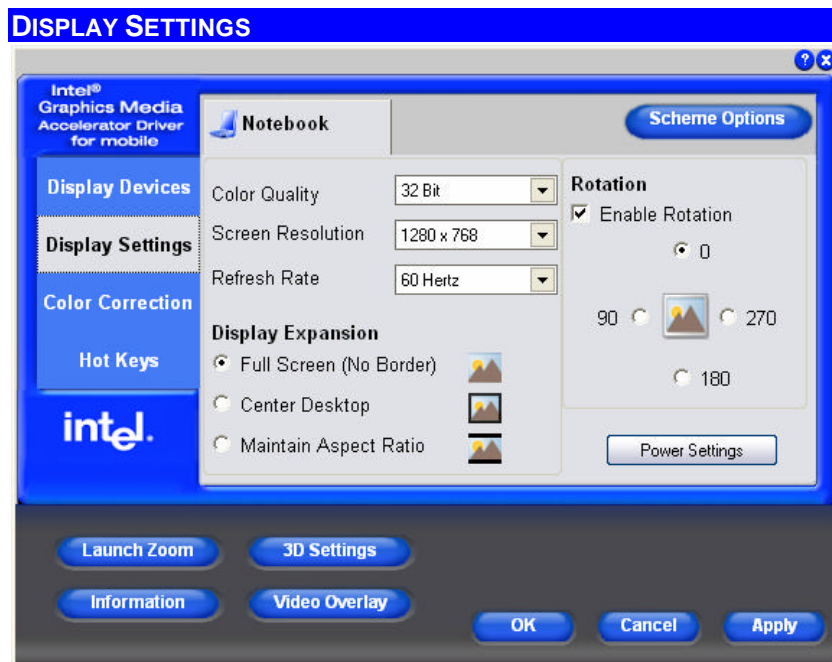 DISPLAY SETTINGS
Intel®
Graphics Media
Accelerator Driver
for mobile
Notebook
Scheme Options
Display Devices
Display Settings
Color Correction
Hot Keys
intel.
Color Quality
32 Bit
Screen Resolution
1280 x 768
Refresh Rate
60 Hertz
Display Expansion
Full Screen (No Border)
Center Desktop
Maintain Aspect Ratio
Rotation
Enable Rotation
0
90
270
180
Power Settings
Launch Zoom
3D Settings
Information
Video Overlay
OK
Cancel
Apply